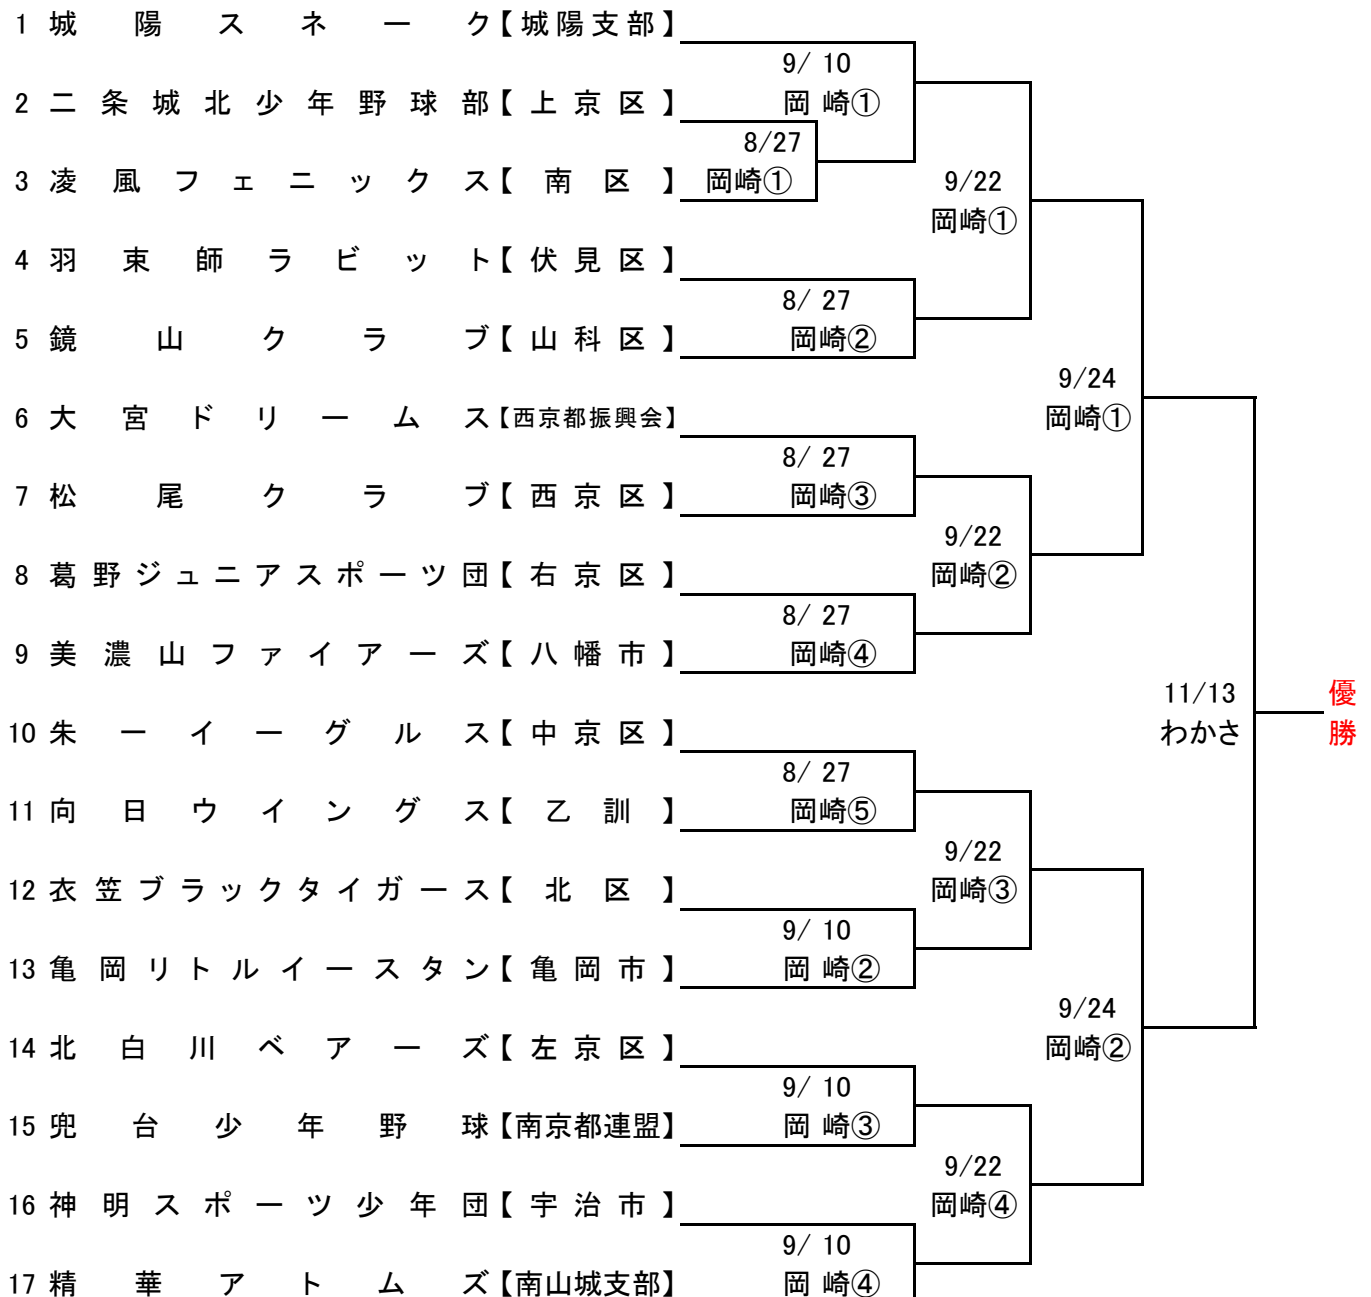 1 城陽スネーク【城陽支部】
9/ 10
2 二条城北少年野球部【上京区】 岡 崎①
8/27
3 凌風フェニックス【南区】 岡崎① 9/22
岡崎①
4 羽束師ラビット【伏見区】
8/ 27
5 鏡山クラブ【山科区】 岡崎②
9/24
6 大宮ドリームス【西京都振興会】 岡崎①
8/ 27
7 松尾クラブ【西京区】 岡崎③
9/22
8 葛野ジュニアスポーツ団【右京区】 岡崎②
8/ 27
9 美濃山ファイアーズ【八幡市】 岡崎④
11/13 優
10 朱一イーグルス【中京区】 わかさ 勝
8/ 27
11 向日ウイングス【乙訓】 岡崎⑤
9/22
12 衣笠ブラックタイガース【北区】 岡崎③
9/ 10
13 亀岡リトルイースタン【亀岡市】 岡 崎②
9/24
14 北白川ベアーズ【左京区】 岡崎②
9/ 10
15 兜台少年野球【南京都連盟】 岡 崎③
9/22
16 神明スポーツ少年団【宇治市】 岡崎④
9/ 10
17 精華アトムズ【南山城支部】 岡 崎④